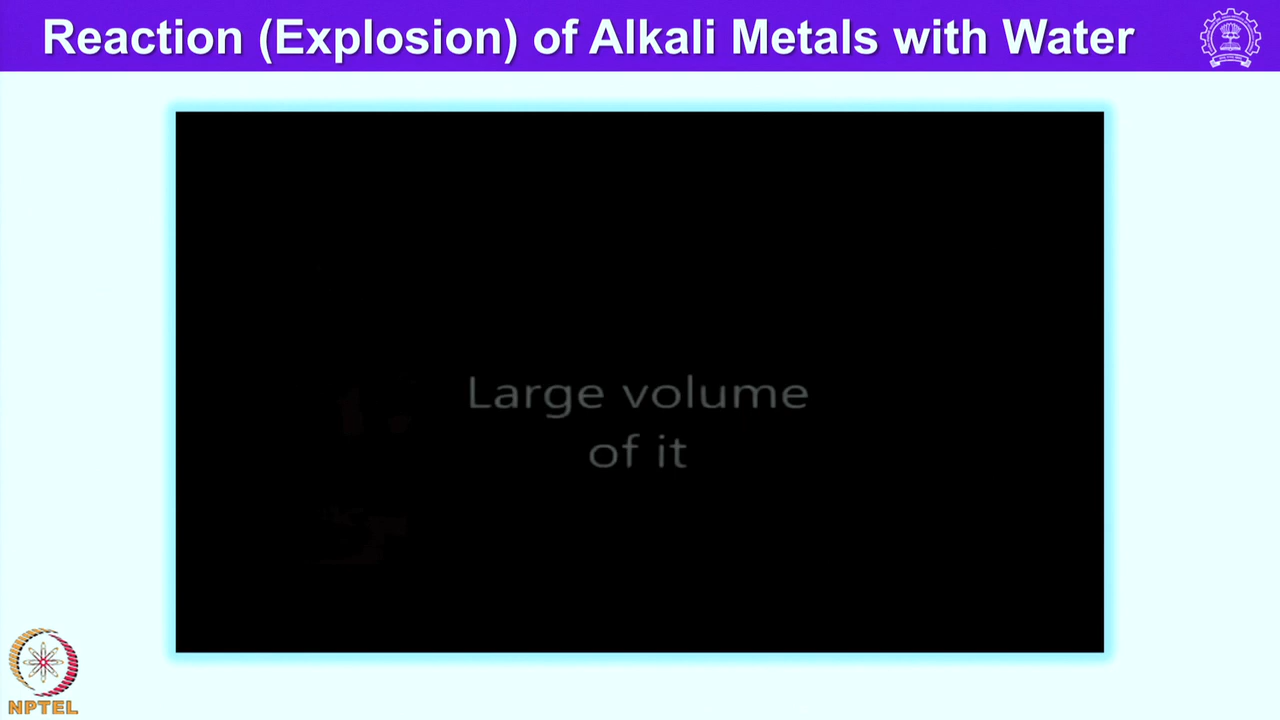 Reaction (Explosion) of Alkali Metals with Water
Large volume
of it
NPTEL